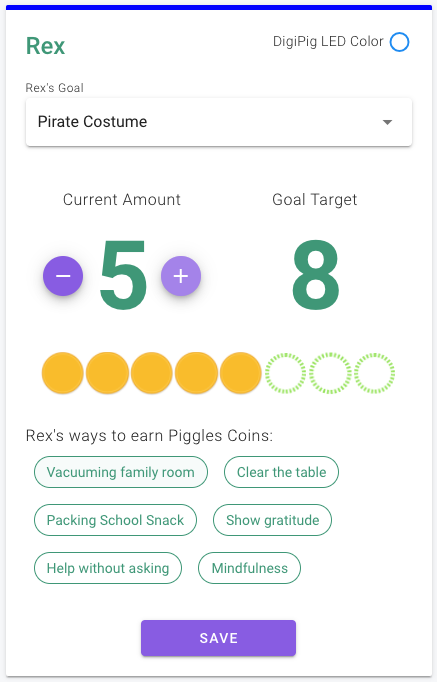 Rex
DigiPig LED Color
Rex's Goal
Pirate Costume
Current Amount
Goal Target
− 5 +
8
Rex's ways to earn Piggles Coins:
Vacuuming family room
Clear the table
Packing School Snack
Show gratitude
Help without asking
Mindfulness
SAVE